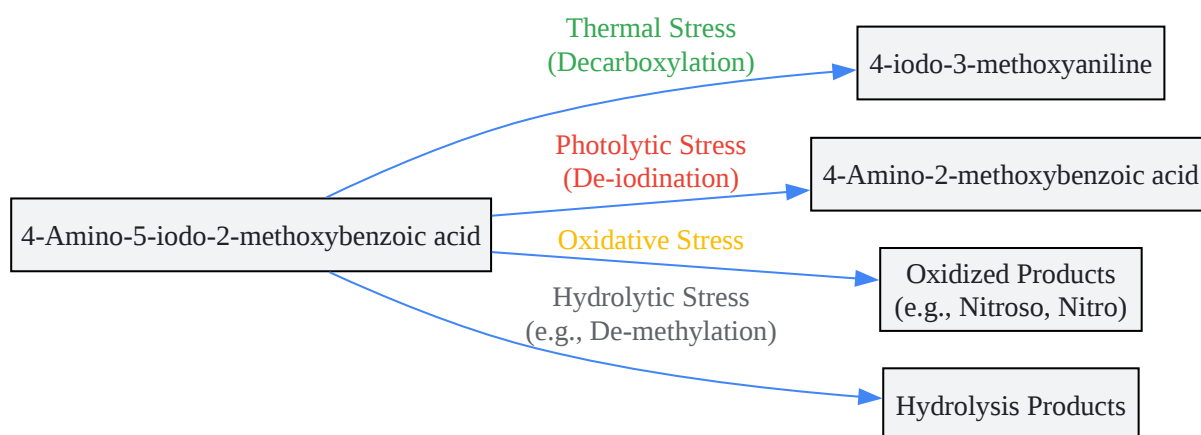 Thermal Stress
(Decarboxylation)
4-iodo-3-methoxyaniline
Photolytic Stress
(De-iodination)
4-Amino-2-methoxybenzoic acid
4-Amino-5-iodo-2-methoxybenzoic acid
Oxidative Stress
Oxidized Products
(e.g., Nitroso, Nitro)
Hydrolytic Stress
(e.g., De-methylation)
Hydrolysis Products